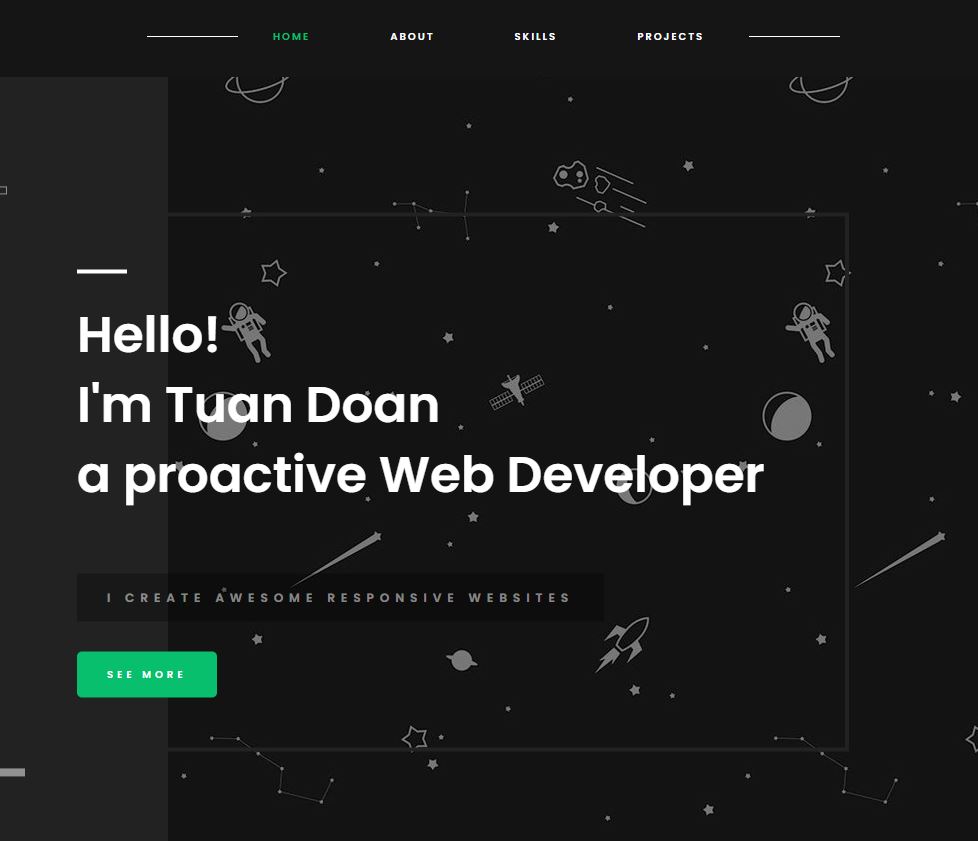 HOME ABOUT SKILLS PROJECTS
Hello!
I'm Tuan Doan
a proactive Web Developer
I CREATE AWESOME RESPONSIVE WEBSITES
SEE MORE